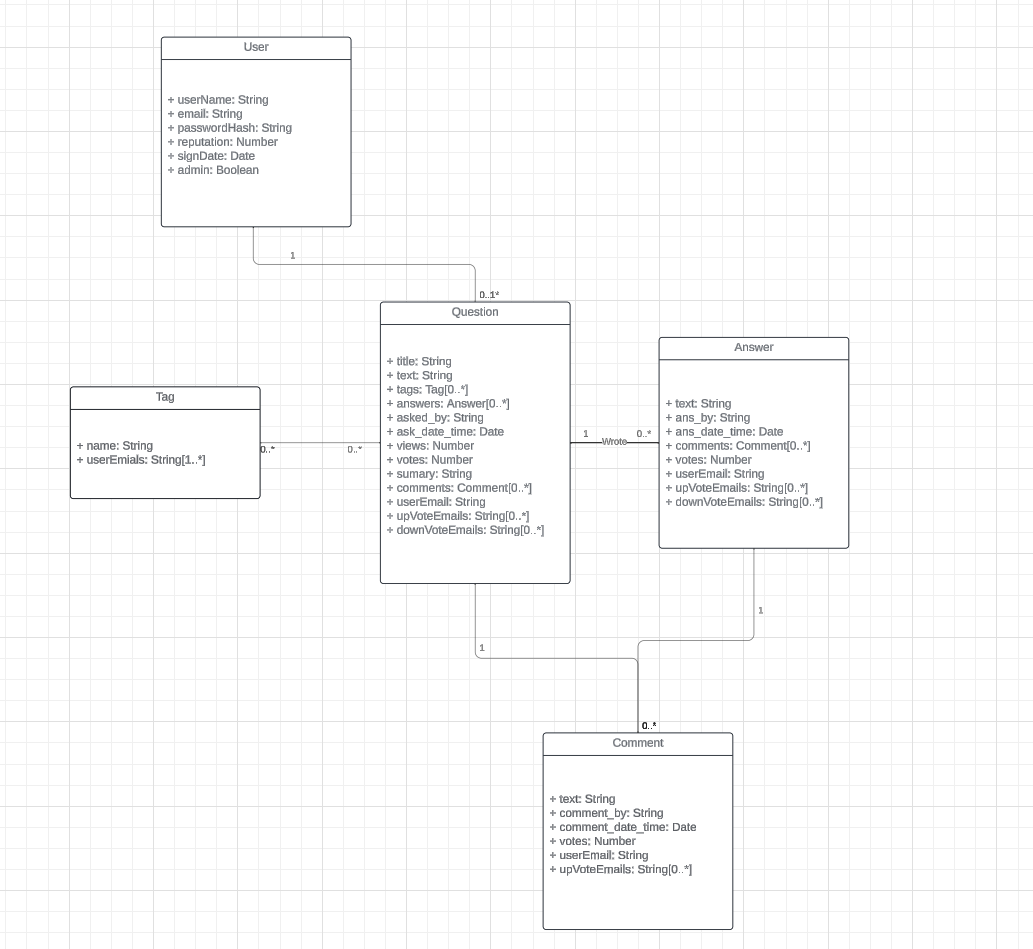 User
+ userName: String
+ email: String
+ passwordHash: String
+ reputation: Number
+ signDate: Date
+ admin: Boolean
1
0..1*
Question
+ title: String
+ text: String
+ tags: Tag[0..*]
+ answers: Answer[0..*]
+ asked_by: String
+ ask_date_time: Date
+ views: Number
+ votes: Number
+ sumary: String
+ comments: Comment[0..*]
+ userEmail: String
+ upVoteEmails: String[0..*]
+ downVoteEmails: String[0..*]
Answer
+ text: String
+ ans_by: String
+ ans_date_time: Date
+ comments: Comment[0..*]
+ votes: Number
+ userEmail: String
+ upVoteEmails: String[0..*]
+ downVoteEmails: String[0..*]
Tag
+ name: String
+ userEmials: String[1..*]
0..*
0..*
1
Wrote
0..*
1
1
0..*
Comment
+ text: String
+ comment_by: String
+ comment_date_time: Date
+ votes: Number
+ userEmail: String
+ upVoteEmails: String[0..*]